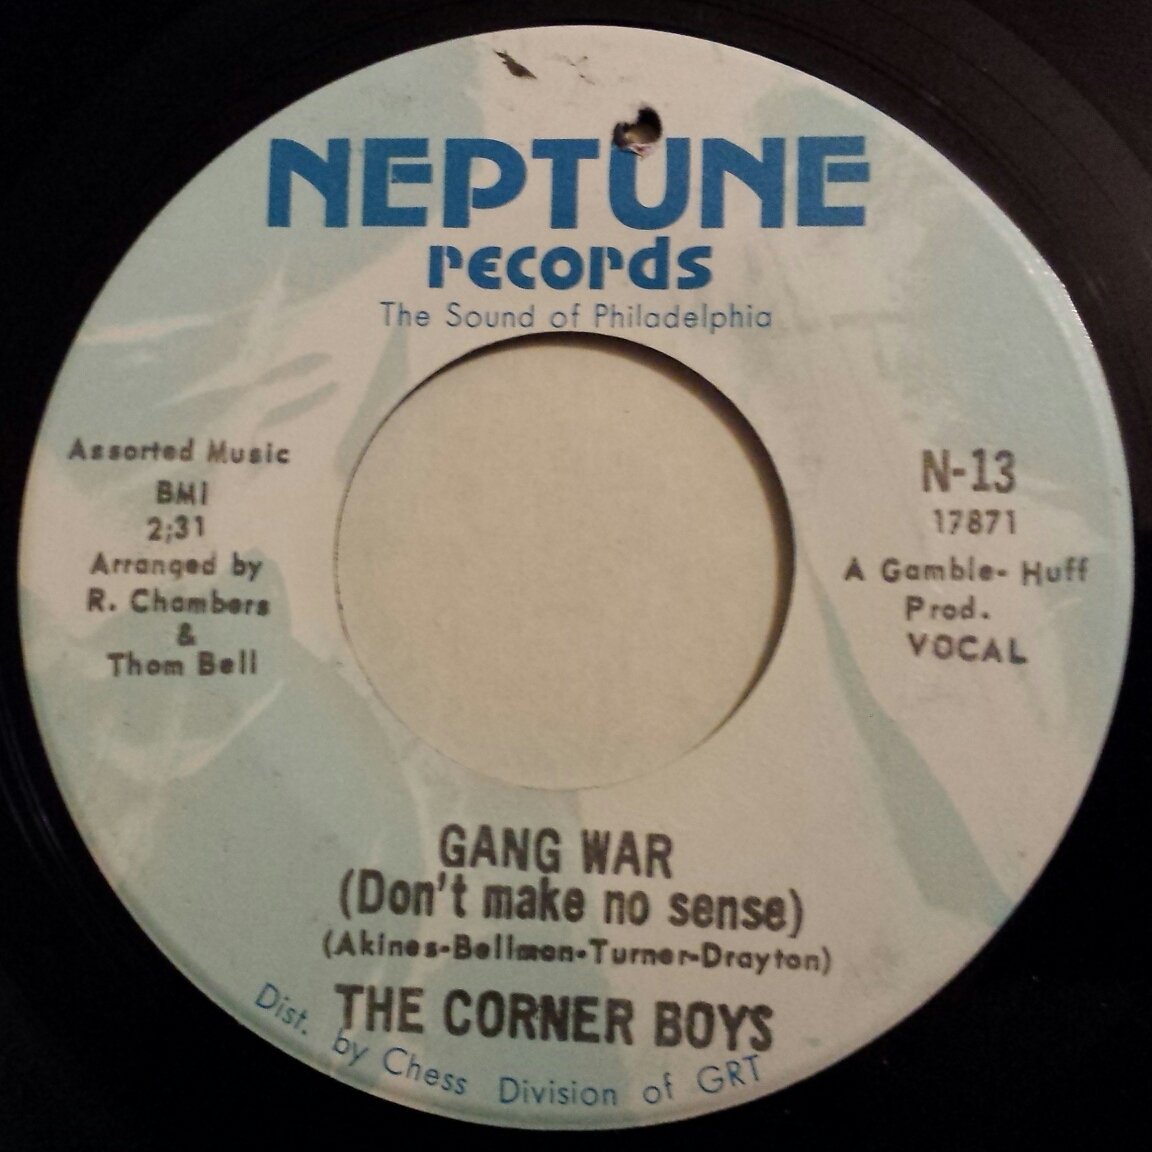 NEPTUNE
records
The Sound of Philadelphia
Assorted Music
BMI
2;31
Arranged by
R. Chambers
&
Thom Bell
N-13
17871
A Gamble- Huff
Prod.
VOCAL
GANG WAR
(Don't make no sense)
(Akines-Bellmon-Turner-Drayton)
THE CORNER BOYS
Dist. by Chess Division of GRT